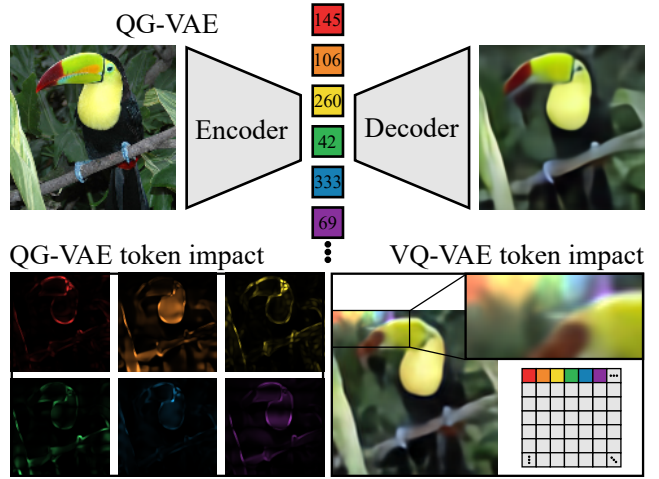 QG-VAE
145
106
260
42
333
69
Encoder
Decoder
QG-VAE token impact
VQ-VAE token impact